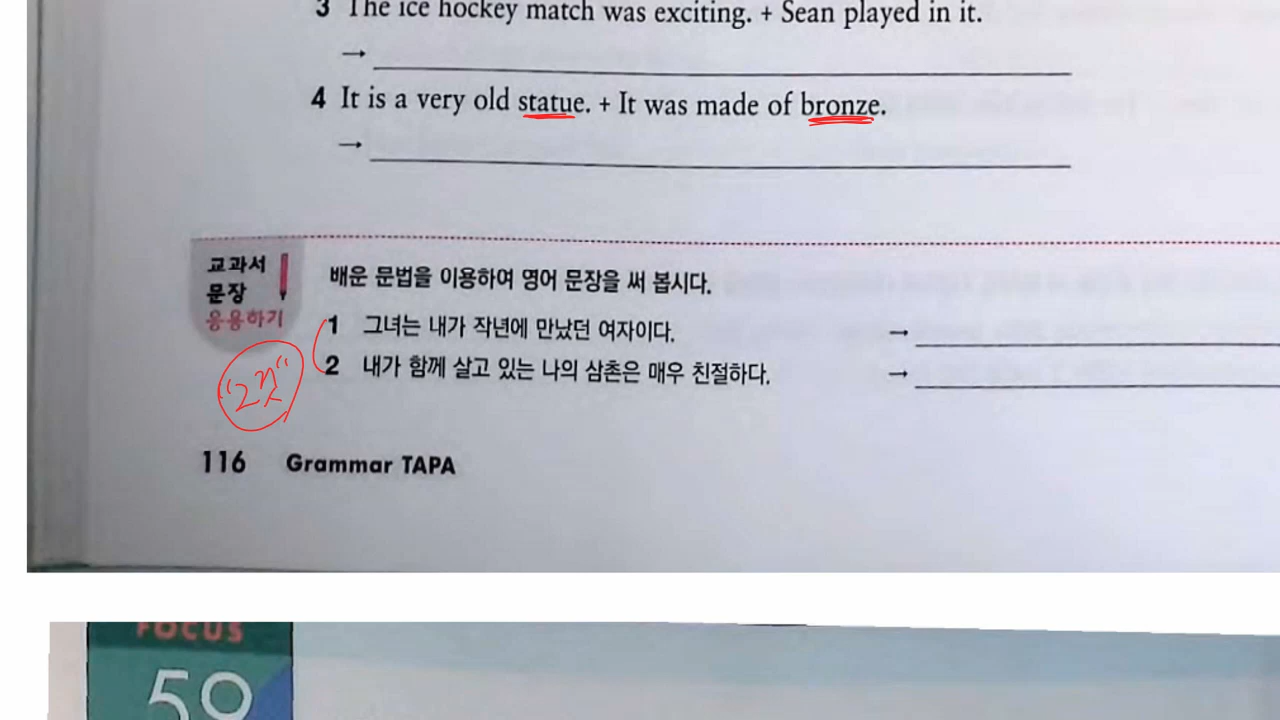 3 The ice hockey match was exciting. + Sean played in it.
→
4 It is a very old statue. + It was made of bronze.
→
교과서
문장
응용하기
배운 문법을 이용하여 영어 문장을 써 봅시다.
1 그녀는 내가 작년에 만났던 여자이다. →
2 내가 함께 살고 있는 나의 삼촌은 매우 친절하다. →
116 Grammar TAPA
FOCUS
59